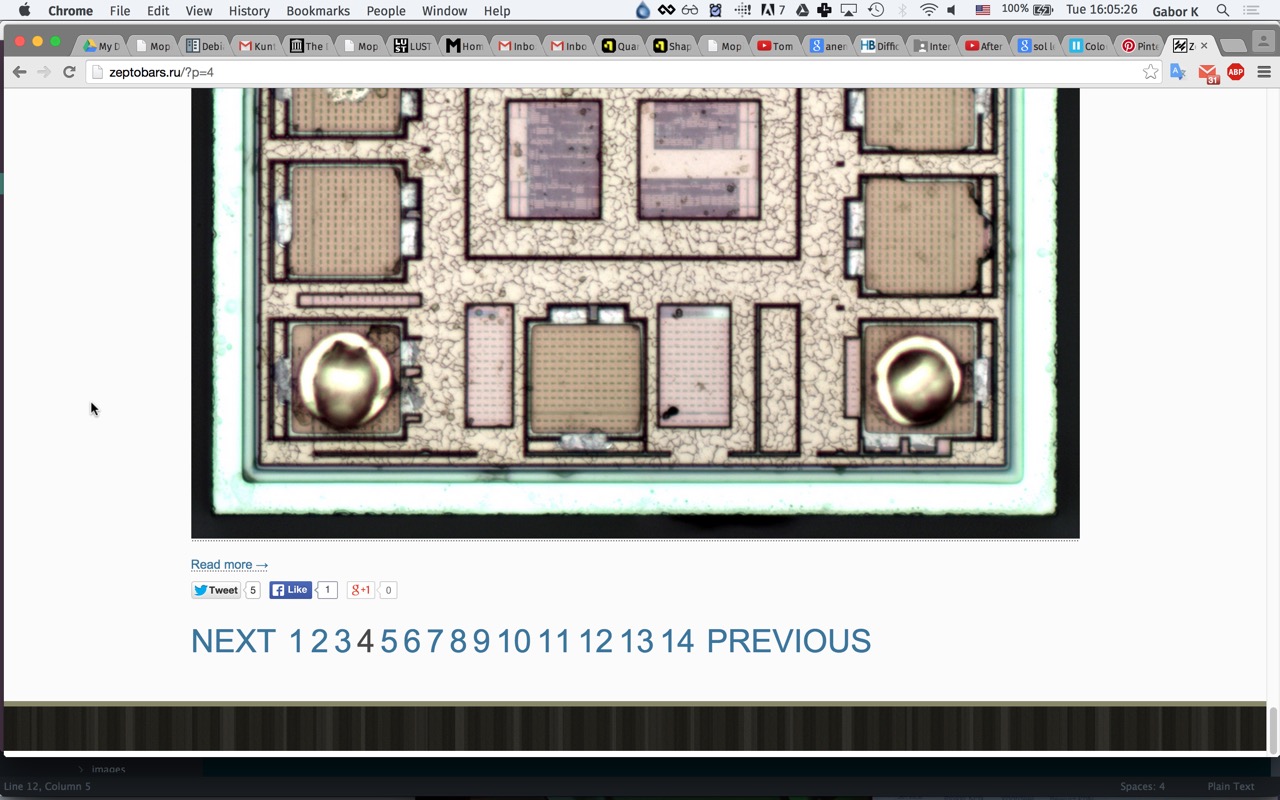 Chrome File Edit View History Bookmarks People Window Help 7 100% Tue 16:05:26 Gabor K
My D Mop Debi Kun The Mop LUST Hom Inbo Inbo Qua Shap Mop Tom aner Diffic Inter After sol l Colo Pinte Z
zeptobars.ru/?p=4 31 ABP
Read more →
Tweet 5 Like 1 g+1 0
NEXT 1 2 3 4 5 6 7 8 9 10 11 12 13 14 PREVIOUS
images
Line 12, Column 5 Spaces: 4 Plain Text